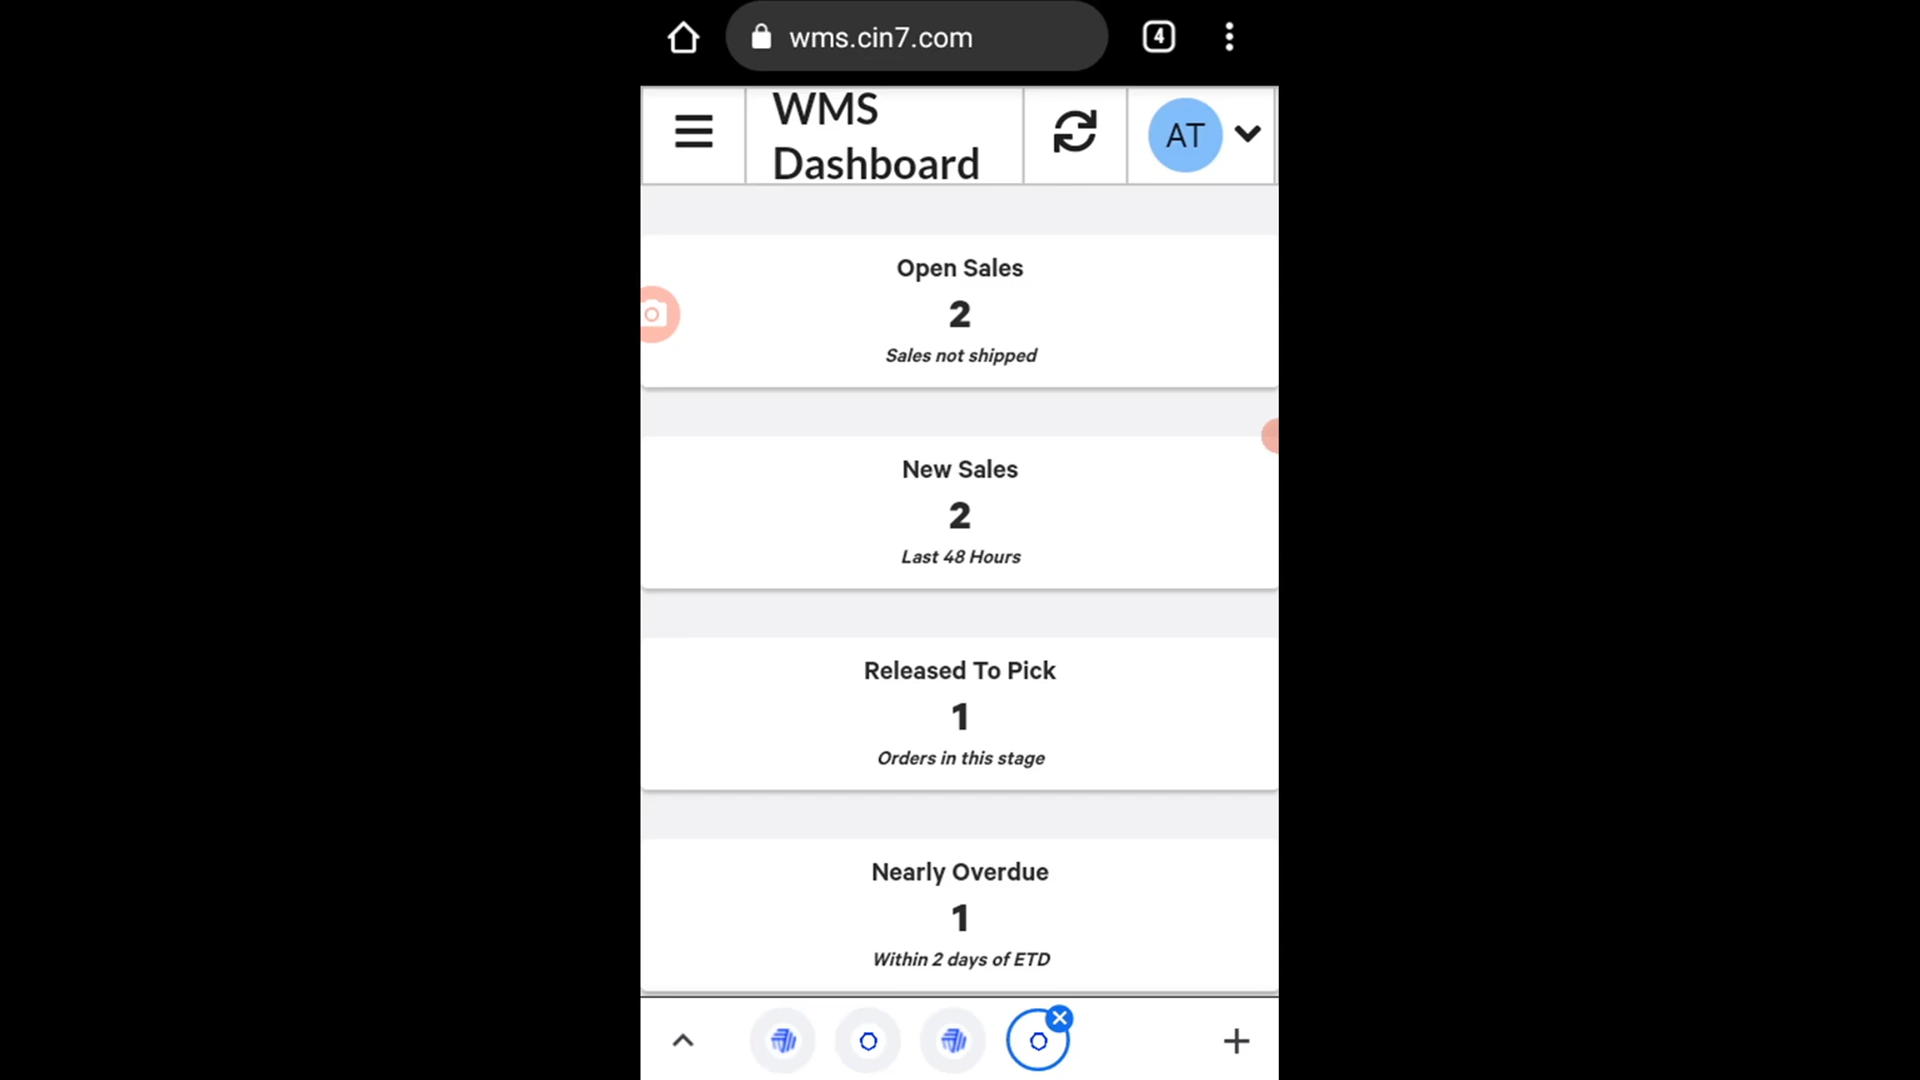 wms.cin7.com
4
WMS
Dashboard
AT
Open Sales
2
Sales not shipped
New Sales
2
Last 48 Hours
Released To Pick
1
Orders in this stage
Nearly Overdue
1
Within 2 days of ETD